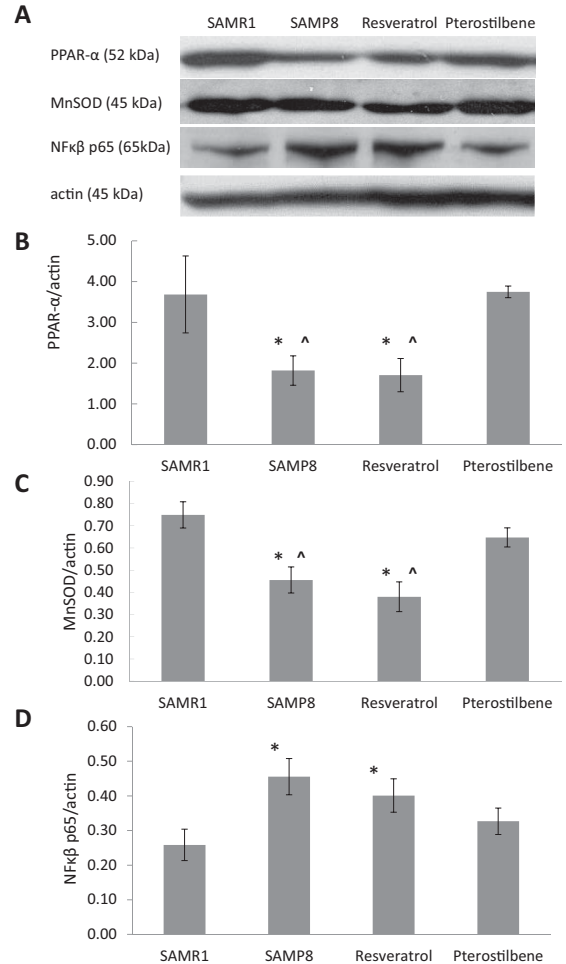 A
SAMR1 SAMP8 Resveratrol Pterostilbene
PPAR-α (52 kDa)
MnSOD (45 kDa)
NFκβ p65 (65kDa)
actin (45 kDa)
B
PPAR-α/actin
5.00
4.00
3.00
2.00
1.00
0.00
* ^
* ^
SAMR1 SAMP8 Resveratrol Pterostilbene
C
MnSOD/actin
0.90
0.80
0.70
0.60
0.50
0.40
0.30
0.20
0.10
0.00
* ^
* ^
SAMR1 SAMP8 Resveratrol Pterostilbene
D
NFκβ p65/actin
0.60
0.50
0.40
0.30
0.20
0.10
0.00
*
*
SAMR1 SAMP8 Resveratrol Pterostilbene